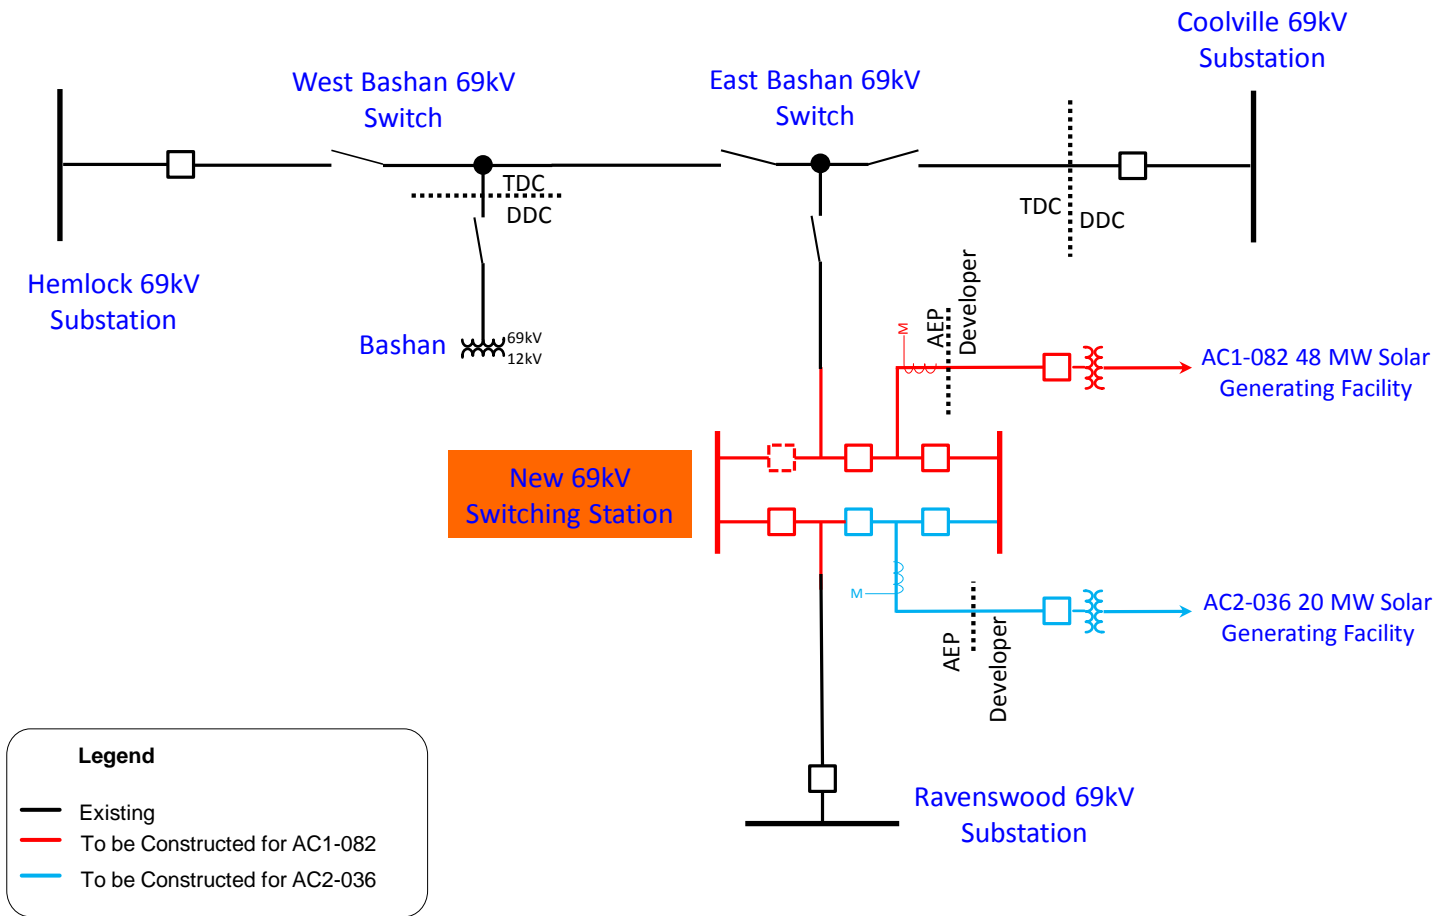 Coolville 69kV
Substation
West Bashan 69kV
Switch
East Bashan 69kV
Switch
TDC
DDC
TDC
DDC
Hemlock 69kV
Substation
Bashan
69kV
12kV
M
AEP
Developer
AC1-082 48 MW Solar
Generating Facility
New 69kV
Switching Station
M
AEP
Developer
AC2-036 20 MW Solar
Generating Facility
Ravenswood 69kV
Substation
Legend
Existing
To be Constructed for AC1-082
To be Constructed for AC2-036